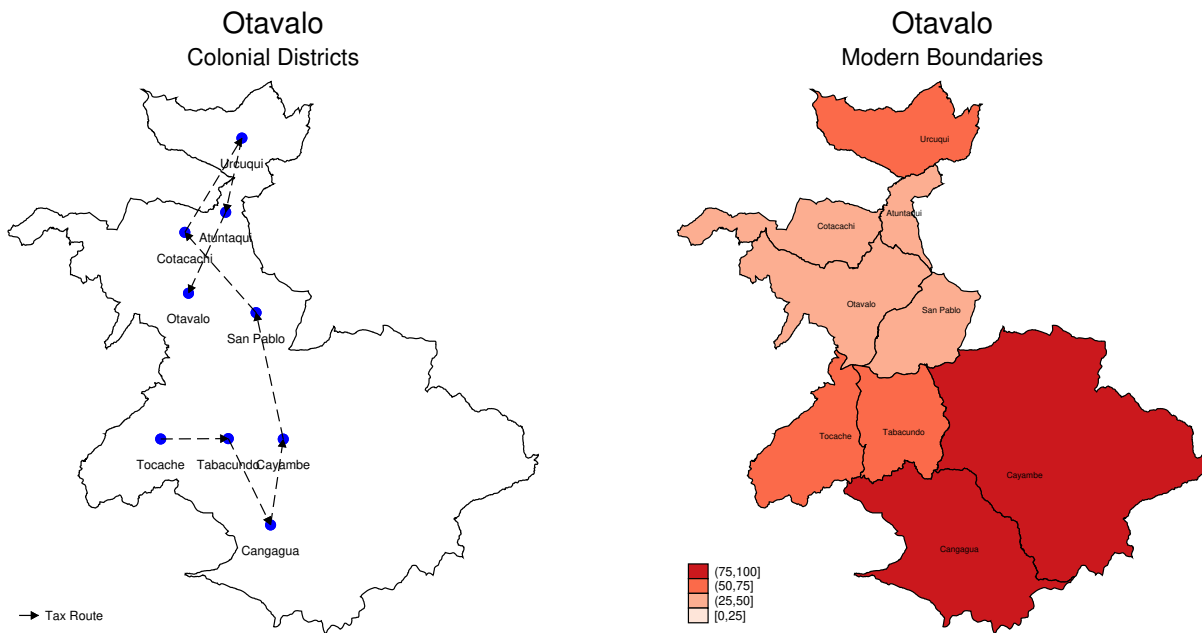 Otavalo
Colonial Districts
Urcuqui
Atuntaqui
Cotacachi
Otavalo
San Pablo
Tocache
Tabacundo
Cayambe
Cangagua
Tax Route
Otavalo
Modern Boundaries
Urcuqui
Atuntaqui
Cotacachi
Otavalo
San Pablo
Tocache
Tabacundo
Cayambe
Cangagua
(75,100]
(50,75]
(25,50]
[0,25]